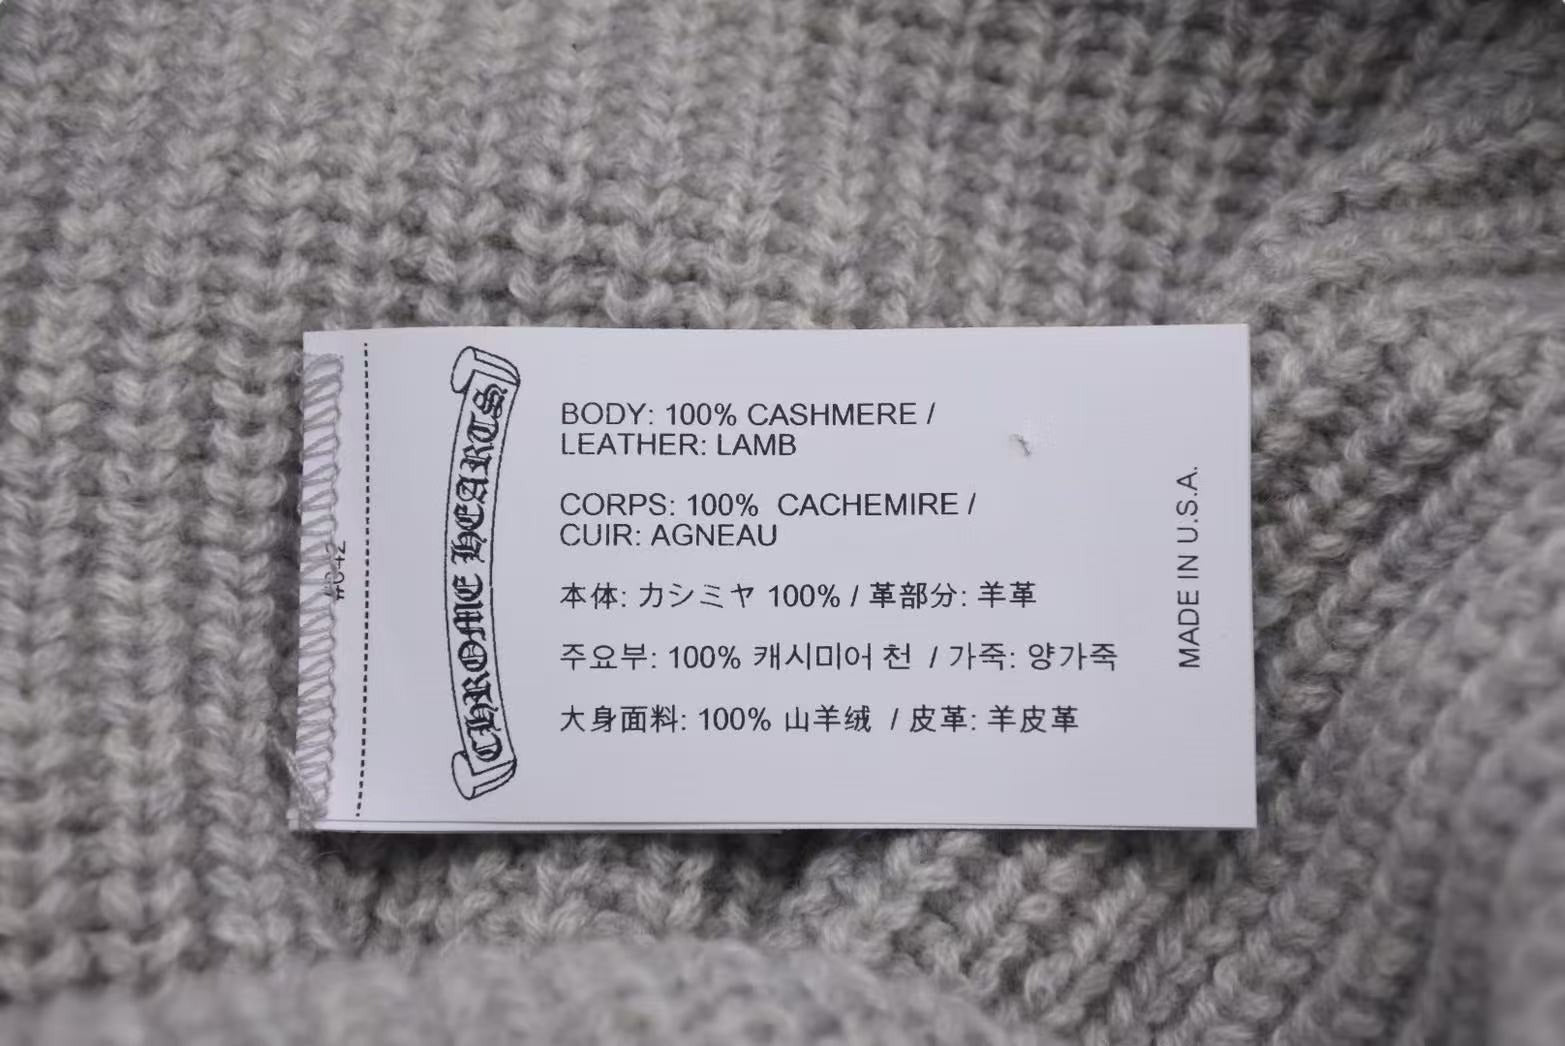 CHROME HEARTS
BODY: 100% CASHMERE /
LEATHER: LAMB
CORPS: 100% CACHEMIRE /
CUIR: AGNEAU
本体: カシミヤ 100% / 革部分: 羊革
주요부: 100% 캐시미어 천 / 가죽: 양가죽
大身面料: 100% 山羊绒 / 皮革: 羊皮革
MADE IN U.S.A.